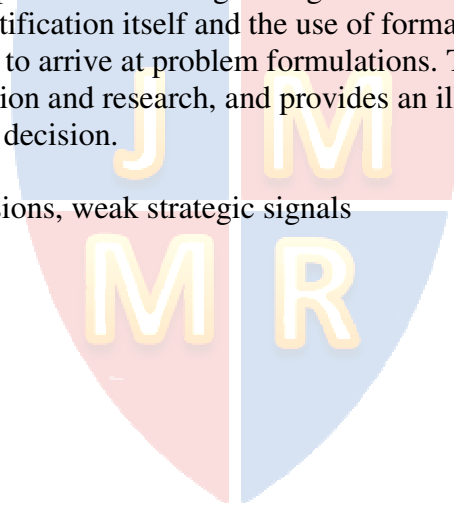 tification itself and the use of forma
to arrive at problem formulations. T
ion and research, and provides an il
decision.
ions, weak strategic signals
J M
M R